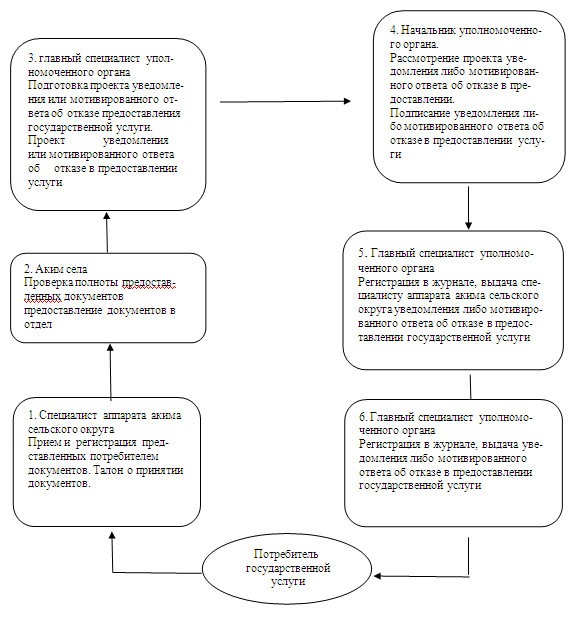 3. главный специалист упол-
номоченного органа
Подготовка проекта уведомле-
ния или мотивированного от-
вета об отказе предоставления
государственной услуги.
Проект уведомления
или мотивированного ответа
об отказе в предоставлении
услуги
4. Начальник уполномоченно-
го органа.
Рассмотрение проекта уве-
домления либо мотивирован-
ного ответа об отказе в пре-
доставлении.
Подписание уведомления ли-
бо мотивированного ответа об
отказе в предоставлении услу-
ги
2. Аким села
Проверка полноты предостав-
ленных документов
предоставление документов в
отдел
5. Главный специалист уполномо-
ченного органа
Регистрация в журнале, выдача спе-
циалисту аппарата акима сельского
округа уведомления либо мотивиро-
ванного ответа об отказе в предос-
тавлении государственной услуги
1. Специалист аппарата акима
сельского округа
Прием и регистрация пред-
ставленных потребителем
документов. Талон о принятии
документов.
6. Главный специалист уполномо-
ченного органа
Регистрация в журнале, выдача уве-
домления либо мотивированного
ответа об отказе в предоставлении
государственной услуги
Потребитель
государственной
услуги